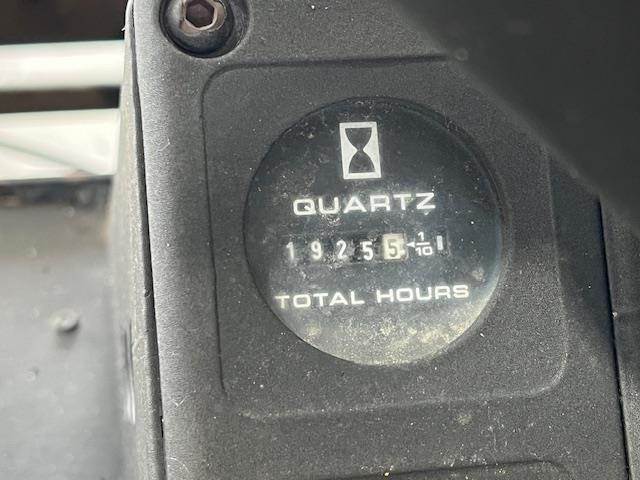 QUARTZ
19255 1/10
TOTAL HOURS